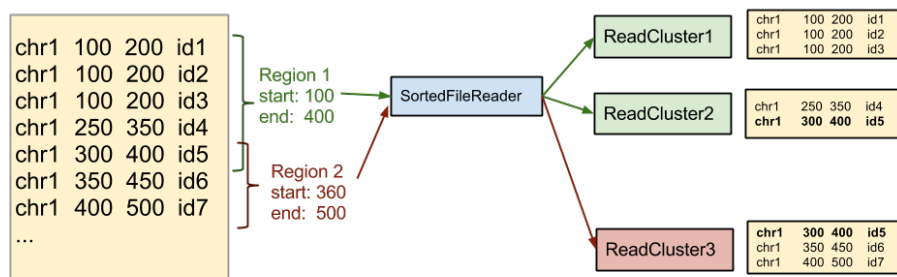 chr1 100 200 id1
chr1 100 200 id2
chr1 100 200 id3
chr1 250 350 id4
chr1 300 400 id5
chr1 350 450 id6
chr1 400 500 id7
...
Region 1
start: 100
end: 400
Region 2
start: 360
end: 500
SortedFileReader
ReadCluster1
chr1 100 200 id1
chr1 100 200 id2
chr1 100 200 id3
ReadCluster2
chr1 250 350 id4
chr1 300 400 id5
ReadCluster3
chr1 300 400 id5
chr1 350 450 id6
chr1 400 500 id7